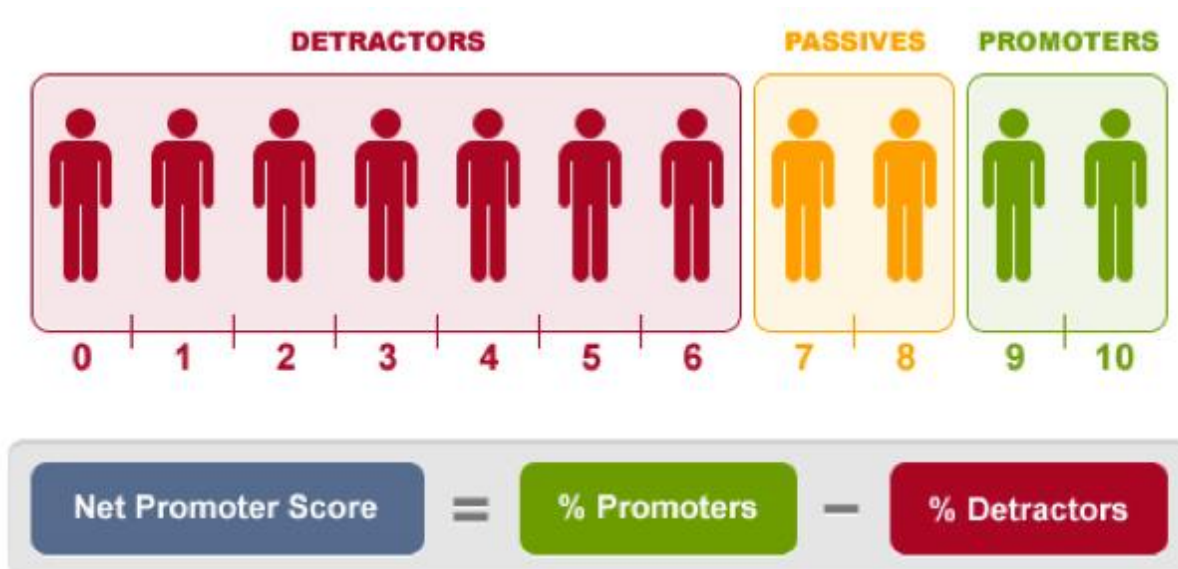 DETRACTORS PASSIVES PROMOTERS
0 1 2 3 4 5 6 7 8 9 10
Net Promoter Score = % Promoters − % Detractors